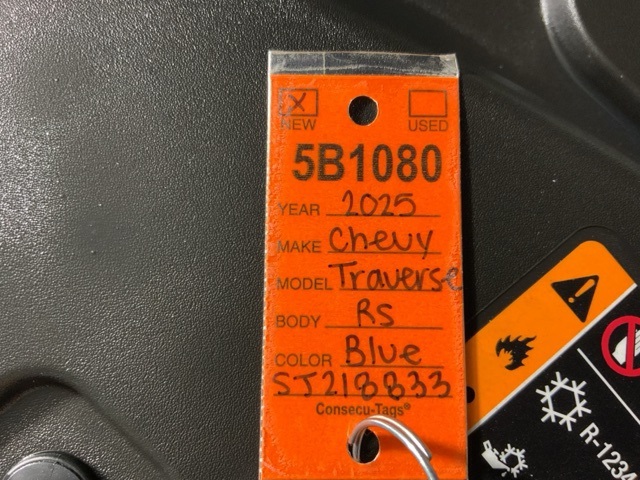 X
NEW USED
5B1080
YEAR 2025
MAKE Chevy
MODEL Traverse
BODY RS
COLOR Blue
SJ218833
Consecu-Tags®
R-1234